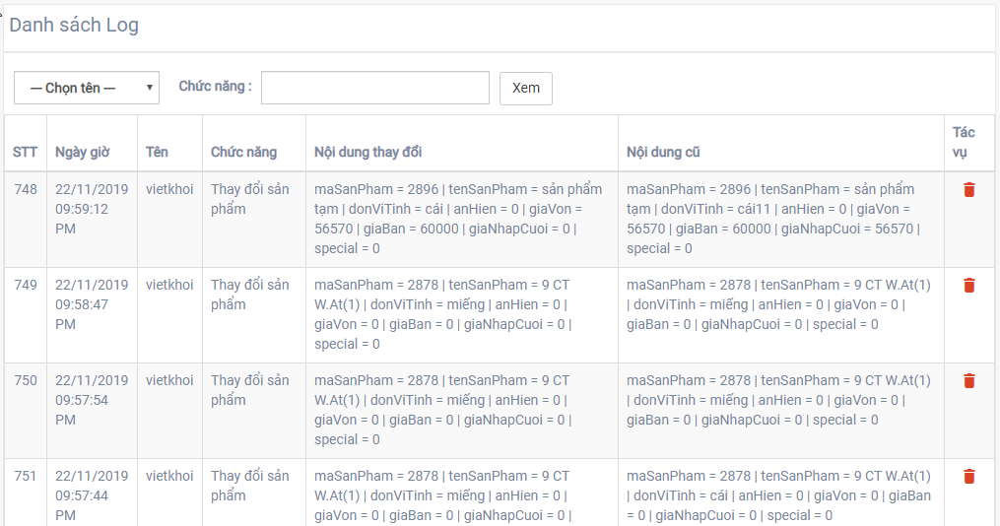 Danh sách Log
--- Chọn tên --- Chức năng : Xem
STT Ngày giờ Tên Chức năng Nội dung thay đổi Nội dung cũ Tác vụ
748
22/11/2019
09:59:12
PM
vietkhoi
Thay đổi sản
phẩm
maSanPham = 2896 | tenSanPham = sản phẩm
tạm | donViTinh = cái | anHien = 0 | giaVon =
56570 | giaBan = 60000 | giaNhapCuoi = 0 |
special = 0
maSanPham = 2896 | tenSanPham = sản phẩm
tạm | donViTinh = cái11 | anHien = 0 | giaVon =
56570 | giaBan = 60000 | giaNhapCuoi = 56570 |
special = 0
749
22/11/2019
09:58:47
PM
vietkhoi
Thay đổi sản
phẩm
maSanPham = 2878 | tenSanPham = 9 CT
W.At(1) | donViTinh = miếng | anHien = 0 |
giaVon = 0 | giaBan = 0 | giaNhapCuoi = 0 |
special = 0
maSanPham = 2878 | tenSanPham = 9 CT W.At(1)
| donViTinh = miếng | anHien = 0 | giaVon = 0 |
giaBan = 0 | giaNhapCuoi = 0 | special = 0
750
22/11/2019
09:57:54
PM
vietkhoi
Thay đổi sản
phẩm
maSanPham = 2878 | tenSanPham = 9 CT
W.At(1) | donViTinh = miếng | anHien = 0 |
giaVon = 0 | giaBan = 0 | giaNhapCuoi = 0 |
special = 0
maSanPham = 2878 | tenSanPham = 9 CT W.At(1)
| donViTinh = miếng | anHien = 0 | giaVon = 0 |
giaBan = 0 | giaNhapCuoi = 0 | special = 0
751
22/11/2019
09:57:44
PM
vietkhoi
Thay đổi sản
phẩm
maSanPham = 2878 | tenSanPham = 9 CT
W.At(1) | donViTinh = miếng | anHien = 0 |
giaVon = 0 | giaBan = 0 | giaNhapCuoi = 0 |
maSanPham = 2878 | tenSanPham = 9 CT W.At(1)
| donViTinh = cái | anHien = 0 | giaVon = 0 | giaBan
= 0 | giaNhapCuoi = 0 | special = 0